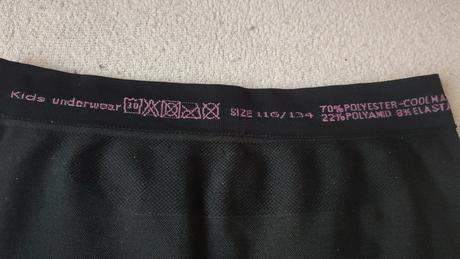 Kids underwear 30 SIZE 116/134
70%POLYESTER-COOLMA
22%POLYAMID 8%ELASTA